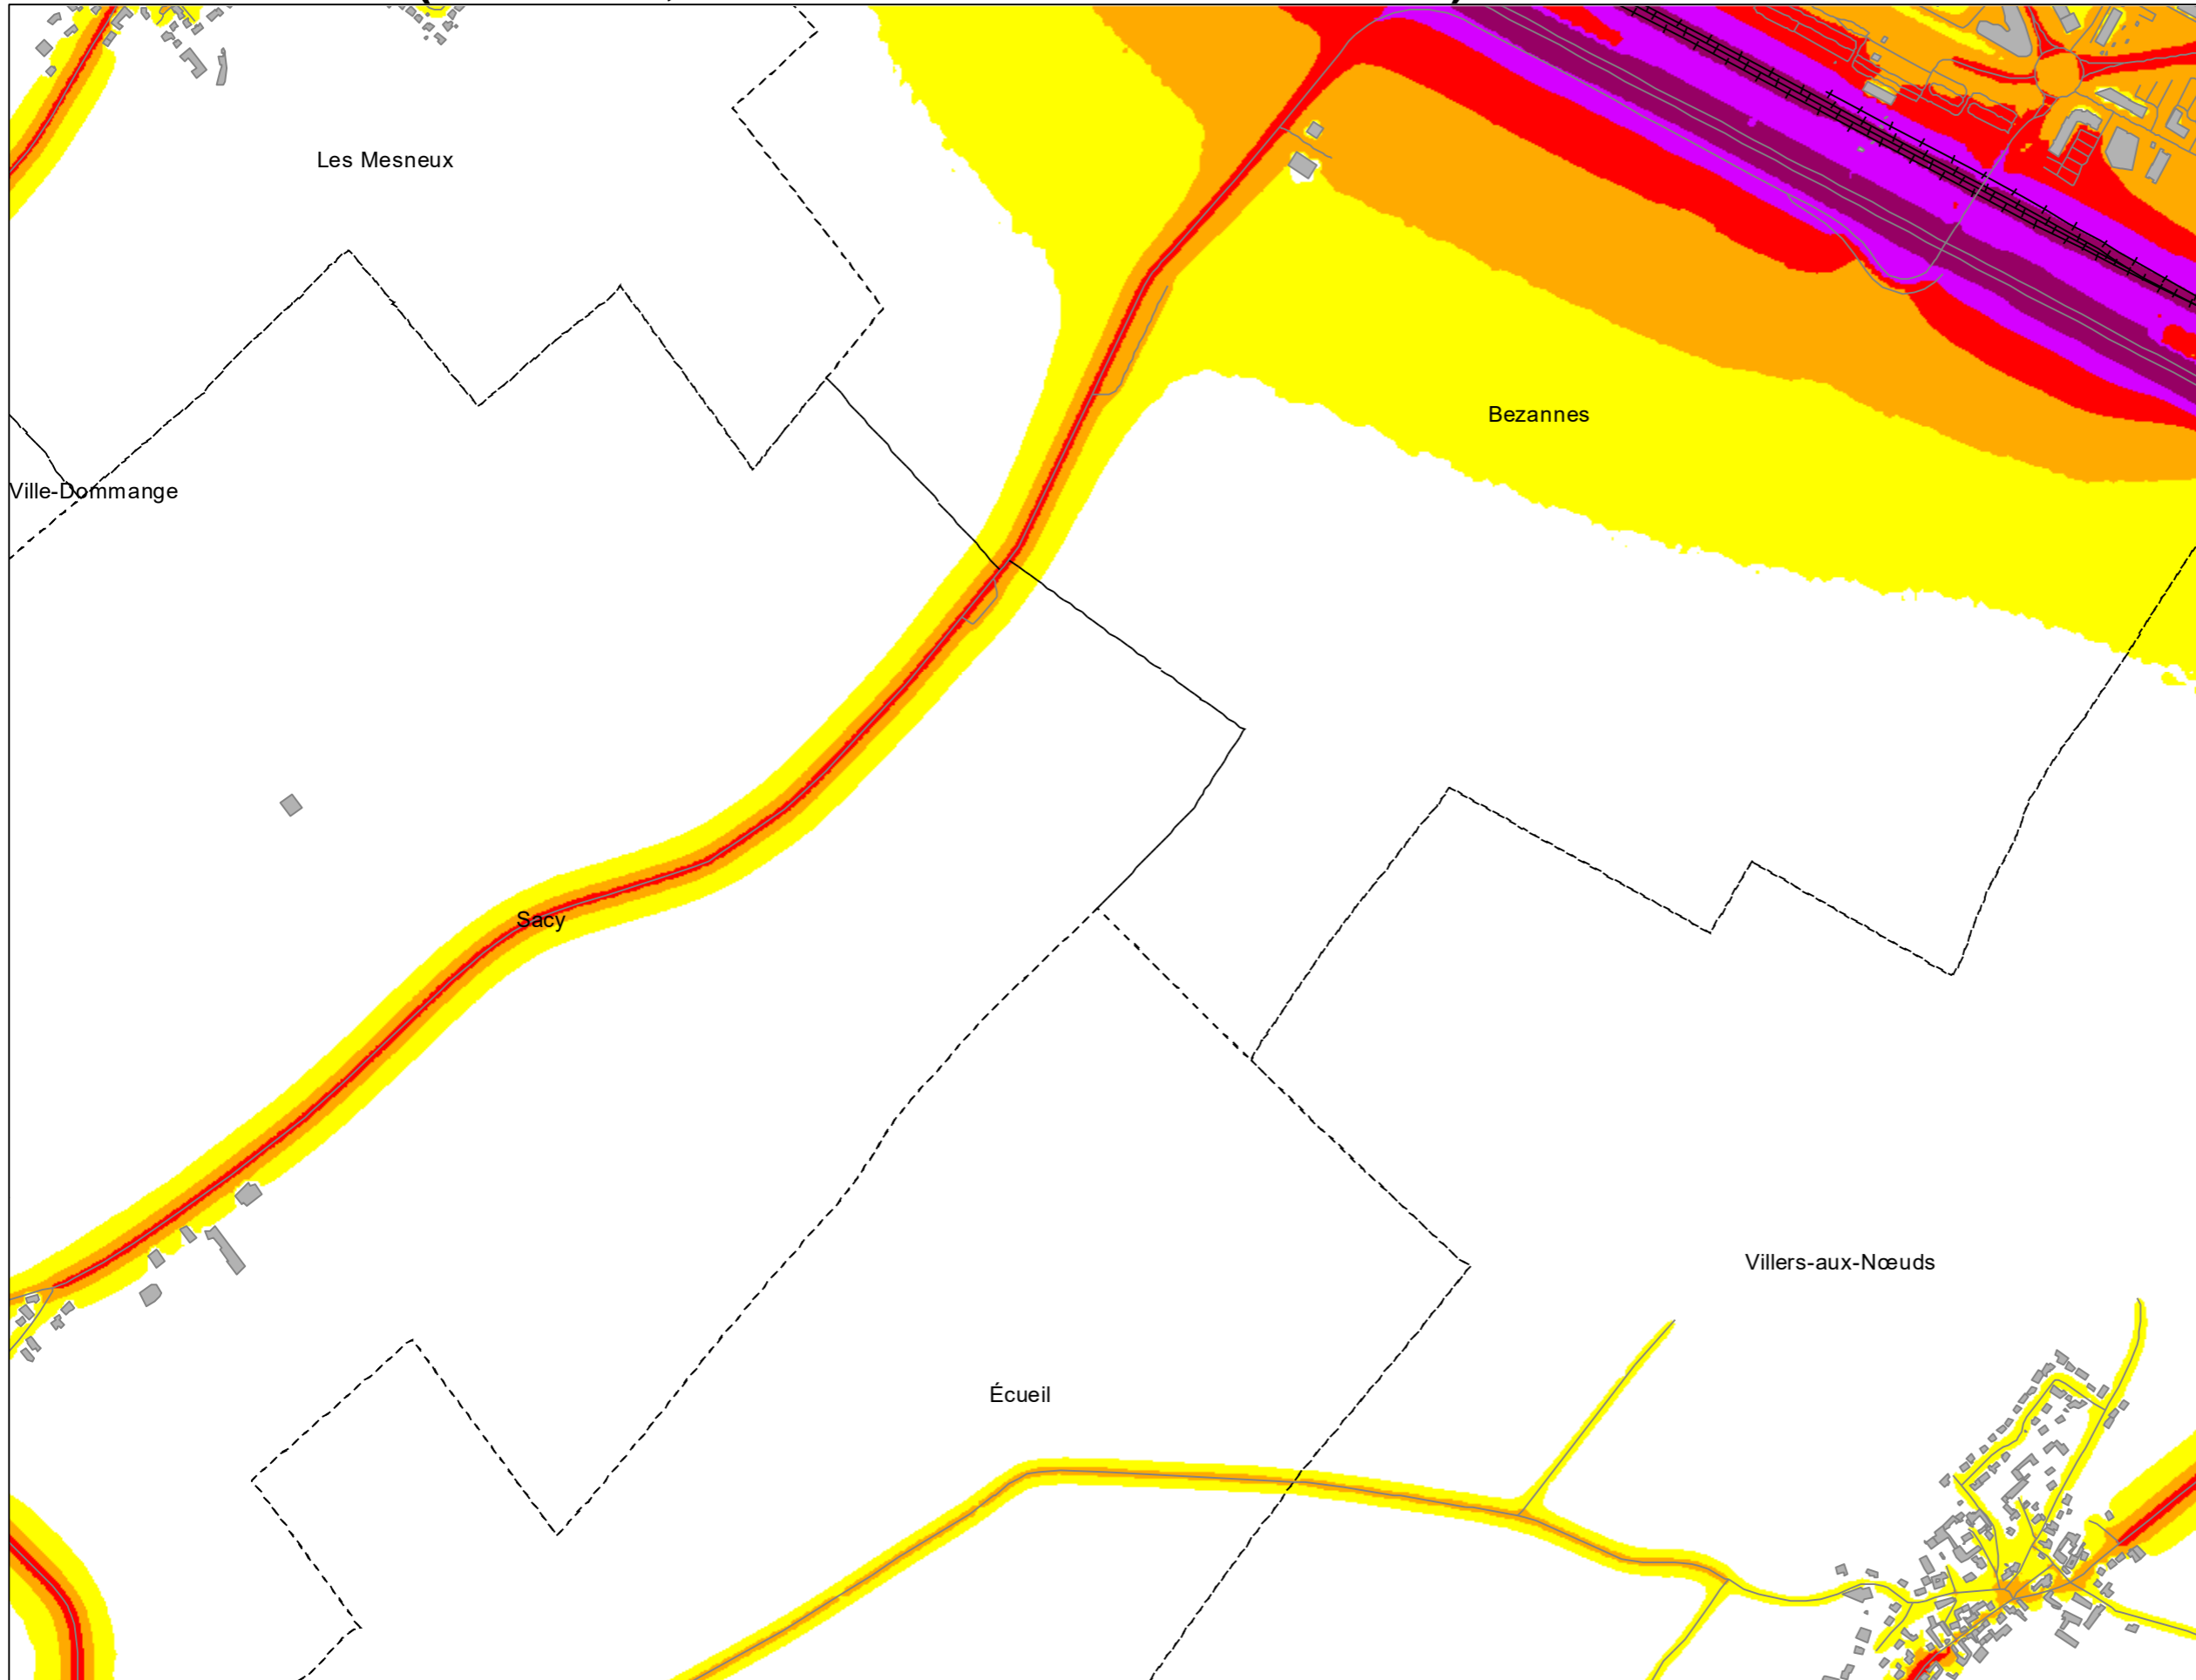 Les Mesneux
Bezannes
Ville-Dommange
Sacy
Villers-aux-Nœuds
Écueil